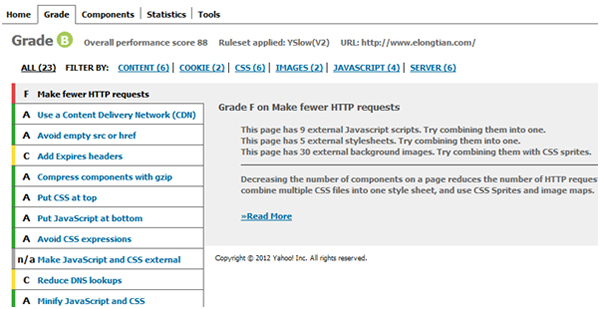 Home Grade Components Statistics Tools
Grade B Overall performance score 88 Ruleset applied: YSlow(V2) URL: http://www.elongtian.com/
ALL (23) FILTER BY: CONTENT (6) | COOKIE (2) | CSS (6) | IMAGES (2) | JAVASCRIPT (4) | SERVER (6)
F Make fewer HTTP requests
A Use a Content Delivery Network (CDN)
A Avoid empty src or href
C Add Expires headers
A Compress components with gzip
A Put CSS at top
A Put JavaScript at bottom
A Avoid CSS expressions
n/a Make JavaScript and CSS external
C Reduce DNS lookups
A Minify JavaScript and CSS
Grade F on Make fewer HTTP requests
This page has 9 external Javascript scripts. Try combining them into one.
This page has 5 external stylesheets. Try combining them into one.
This page has 30 external background images. Try combining them with CSS sprites.
Decreasing the number of components on a page reduces the number of HTTP reques
combine multiple CSS files into one style sheet, and use CSS Sprites and image maps.
»Read More
Copyright © 2012 Yahoo! Inc. All rights reserved.